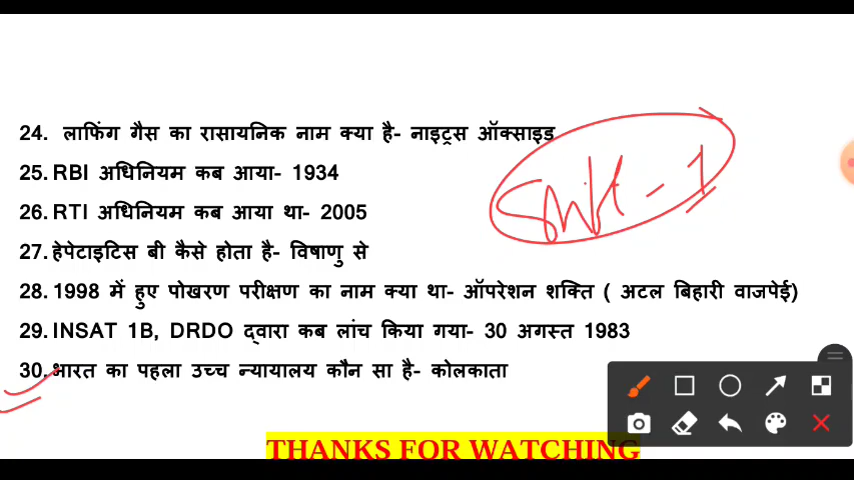 24. लाफिंग गैस का रासायनिक नाम क्या है- नाइट्रस ऑक्साइड
Shift - 1
25. RBI अधिनियम कब आया- 1934
26. RTI अधिनियम कब आया था- 2005
27. हेपेटाइटिस बी कैसे होता है- विषाणु से
28. 1998 में हुए पोखरण परीक्षण का नाम क्या था- ऑपरेशन शक्ति ( अटल बिहारी वाजपेई)
29. INSAT 1B, DRDO द्वारा कब लांच किया गया- 30 अगस्त 1983
30. भारत का पहला उच्च न्यायालय कौन सा है- कोलकाता
THANKS FOR WATCHING